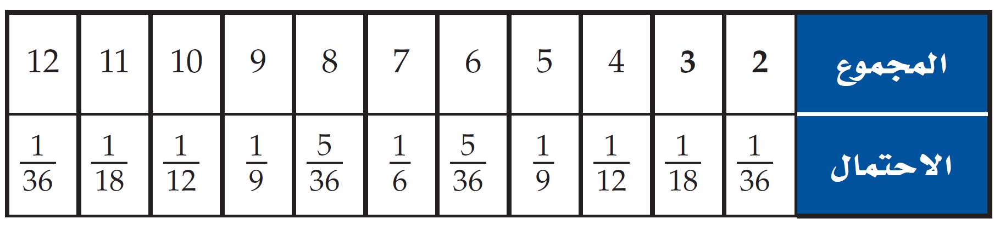 المجموع 2 3 4 5 6 7 8 9 10 11 12
الاحتمال 1/36 1/18 1/12 1/9 5/36 1/6 5/36 1/9 1/12 1/18 1/36